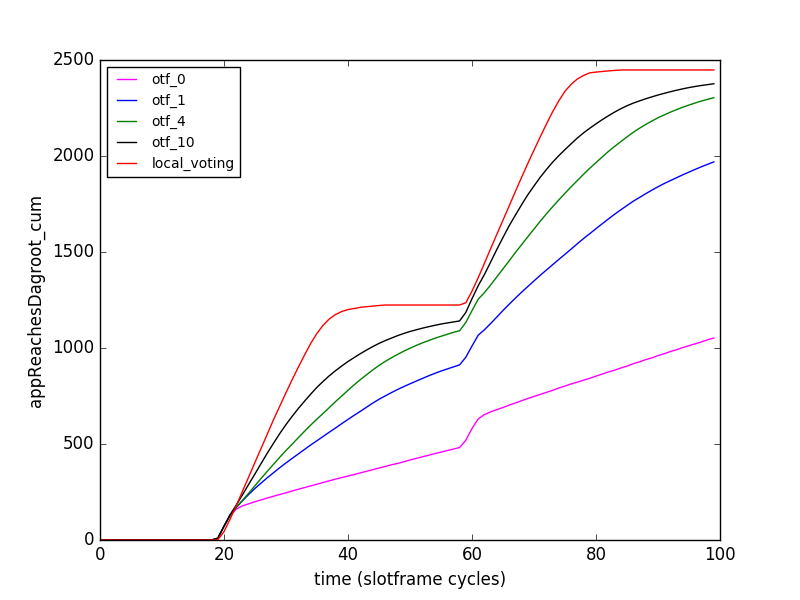 2500
2000
1500
1000
500
0
appReachesDagroot_cum
otf_0
otf_1
otf_4
otf_10
local_voting
0 20 40 60 80 100
time (slotframe cycles)